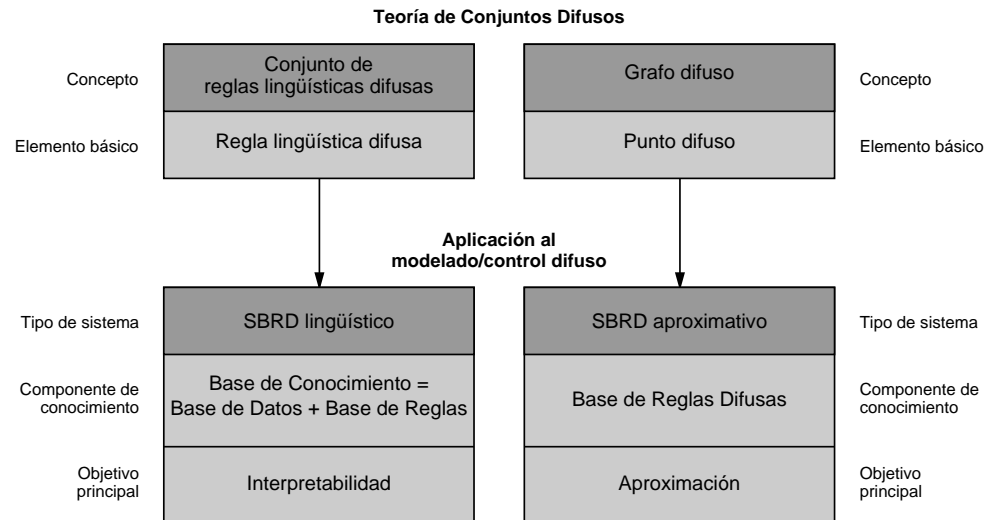 Teoría de Conjuntos Difusos
Concepto
Conjunto de
reglas lingüísticas difusas
Grafo difuso
Concepto
Elemento básico
Regla lingüística difusa
Punto difuso
Elemento básico
Aplicación al
modelado/control difuso
Tipo de sistema
SBRD lingüístico
SBRD aproximativo
Tipo de sistema
Componente de
conocimiento
Base de Conocimiento =
Base de Datos + Base de Reglas
Base de Reglas Difusas
Componente de
conocimiento
Objetivo
principal
Interpretabilidad
Aproximación
Objetivo
principal